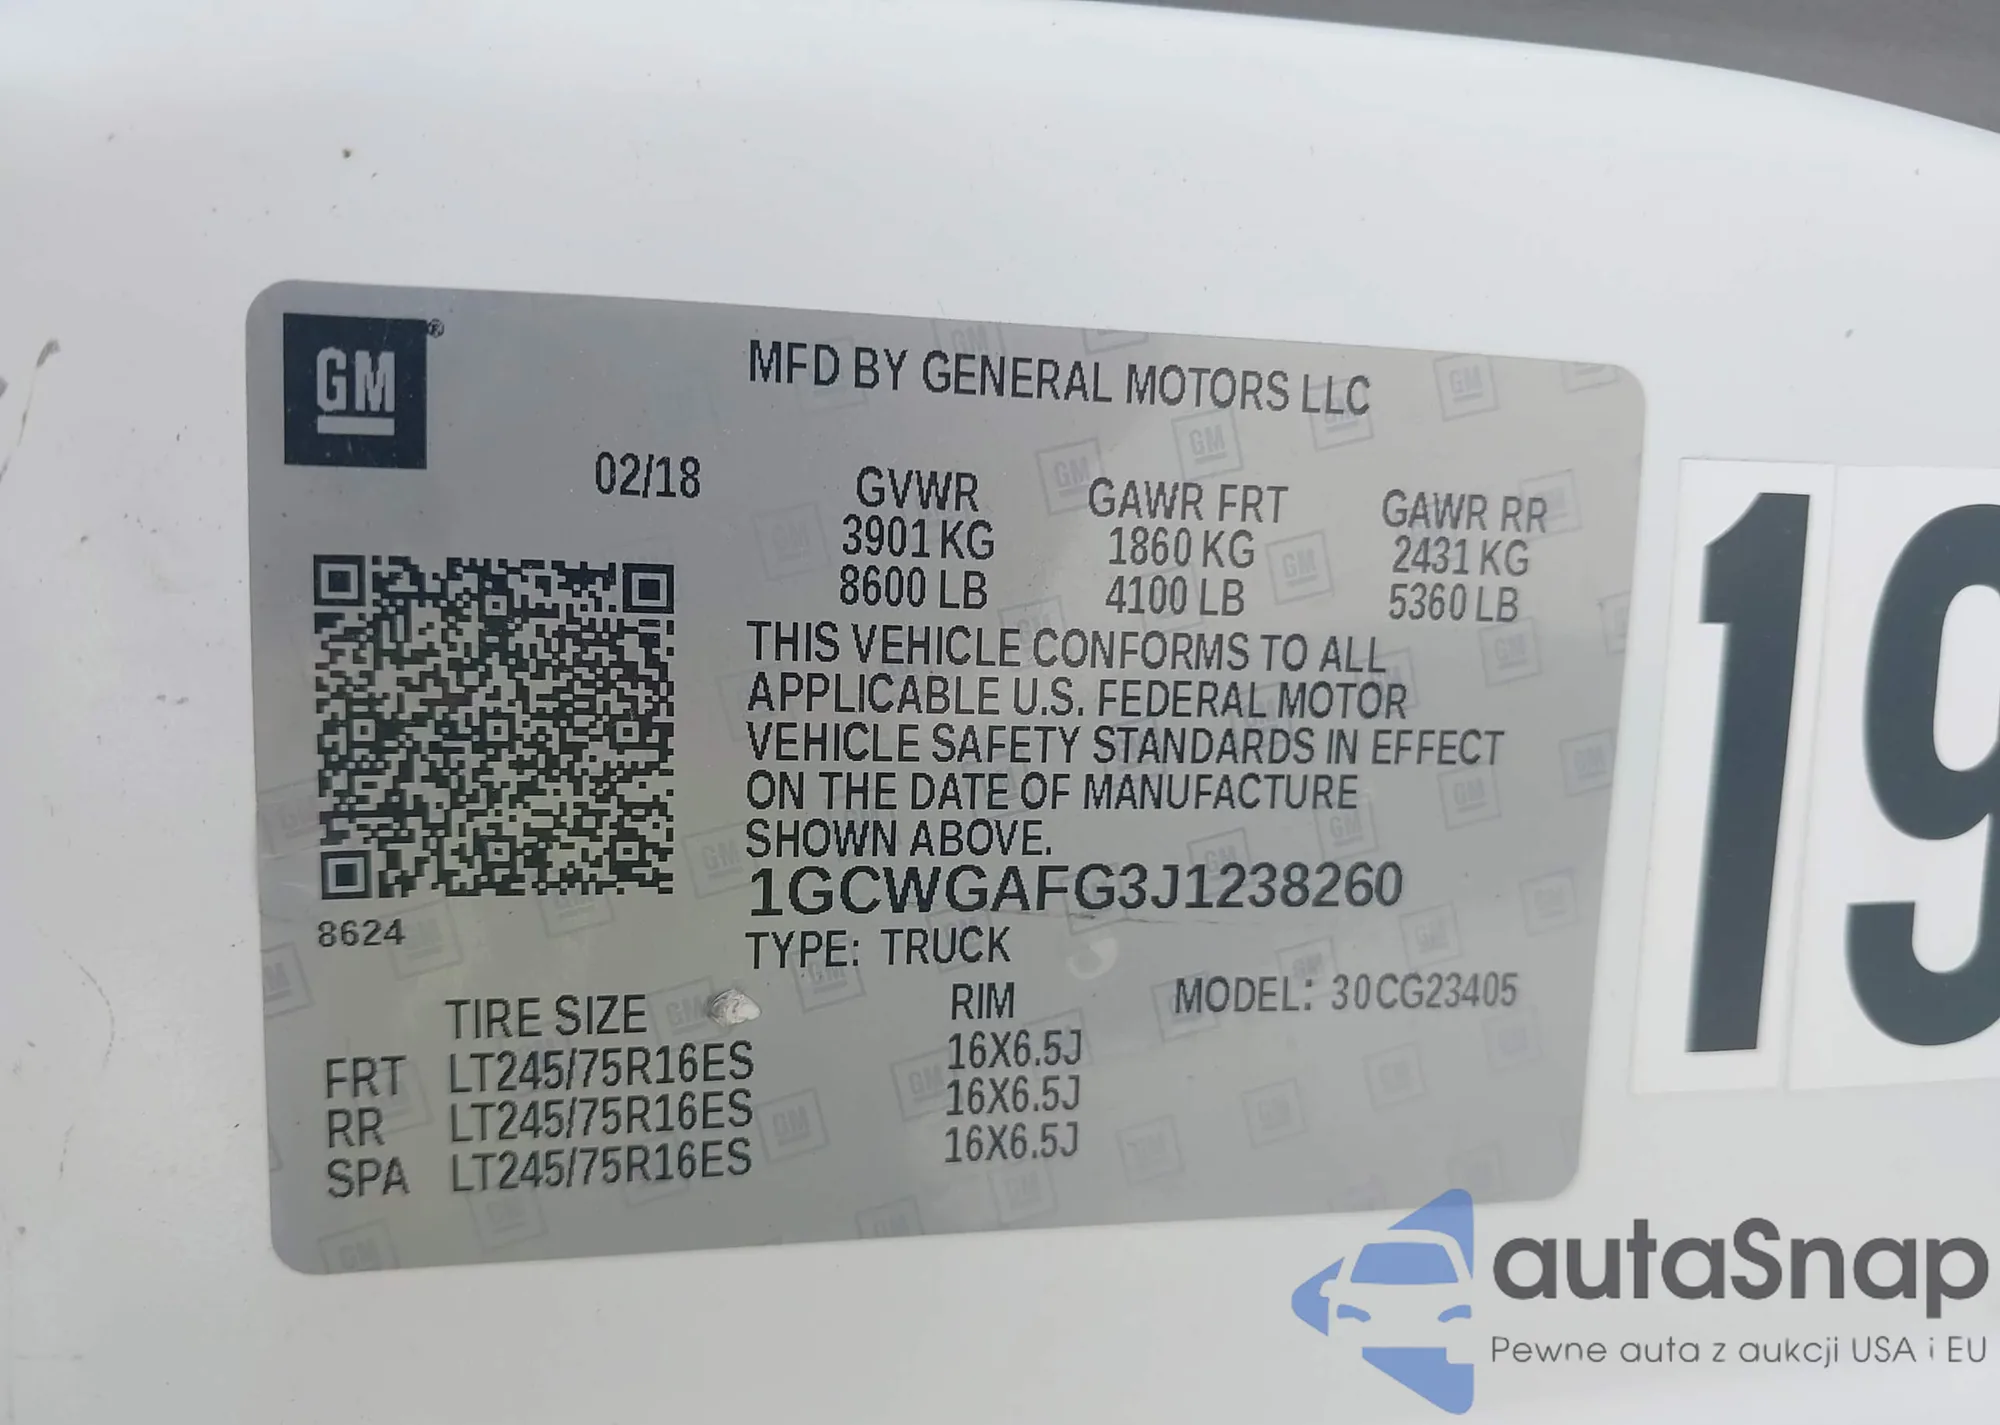 GM®
MFD BY GENERAL MOTORS LLC
02/18
GVWR GAWR FRT GAWR RR
3901 KG 1860 KG 2431 KG
8600 LB 4100 LB 5360 LB
THIS VEHICLE CONFORMS TO ALL
APPLICABLE U.S. FEDERAL MOTOR
VEHICLE SAFETY STANDARDS IN EFFECT
ON THE DATE OF MANUFACTURE
SHOWN ABOVE.
1GCWGAFG3J1238260
8624
TYPE: TRUCK
TIRE SIZE RIM MODEL: 30CG23405
FRT LT245/75R16ES 16X6.5J
RR LT245/75R16ES 16X6.5J
SPA LT245/75R16ES 16X6.5J
19
autaSnap
Pewne auta z aukcji USA i EU